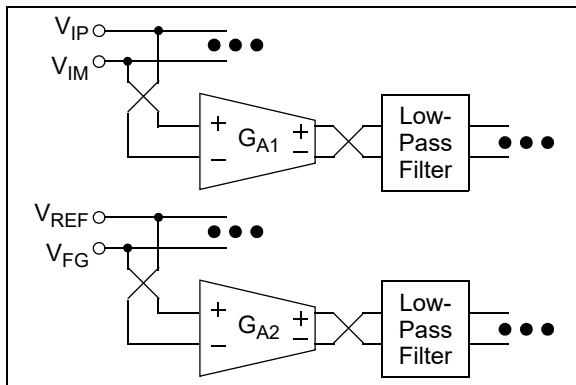 V_IP
V_IM
+
−
G_A1
+
−
Low-
Pass
Filter
V_REF
V_FG
+
−
G_A2
+
−
Low-
Pass
Filter